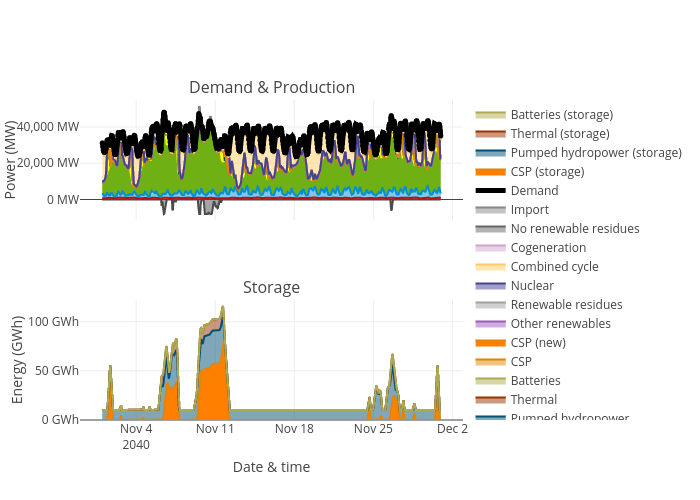 Demand & Production
Power (MW)
40,000 MW
20,000 MW
0 MW
Storage
Energy (GWh)
100 GWh
50 GWh
0 GWh
Nov 4
2040
Nov 11
Nov 18
Nov 25
Dec 2
Date & time
Batteries (storage)
Thermal (storage)
Pumped hydropower (storage)
CSP (storage)
Demand
Import
No renewable residues
Cogeneration
Combined cycle
Nuclear
Renewable residues
Other renewables
CSP (new)
CSP
Batteries
Thermal
Pumped hydropower